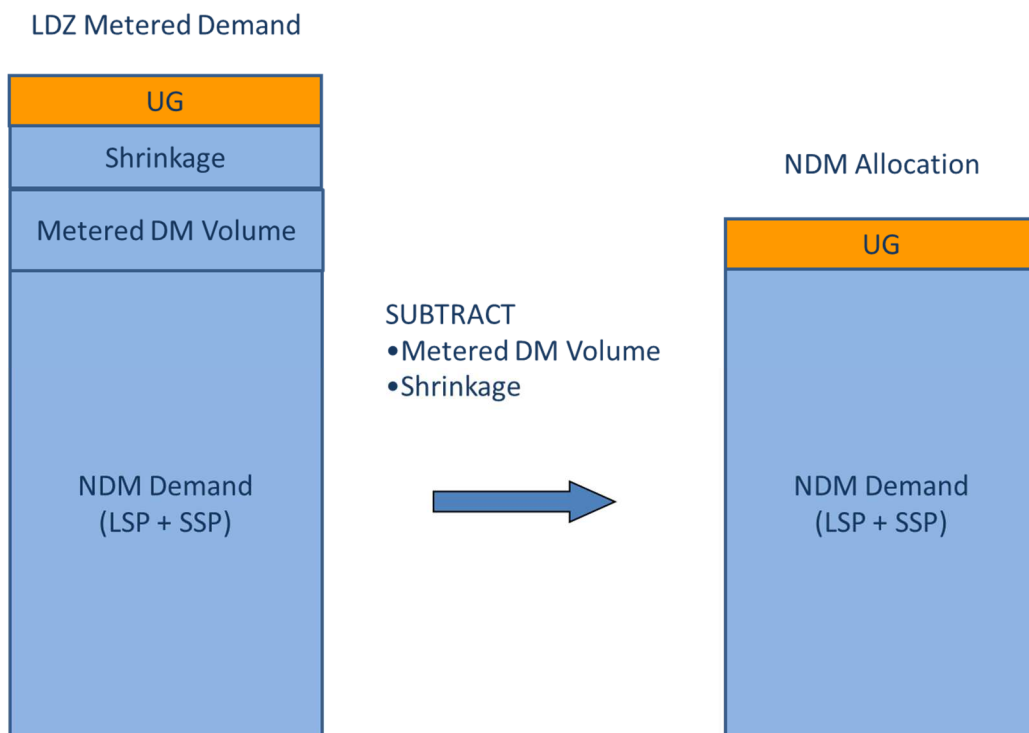 LDZ Metered Demand
UG
Shrinkage
Metered DM Volume
NDM Demand
(LSP + SSP)
SUBTRACT
•Metered DM Volume
•Shrinkage
NDM Allocation
UG
NDM Demand
(LSP + SSP)